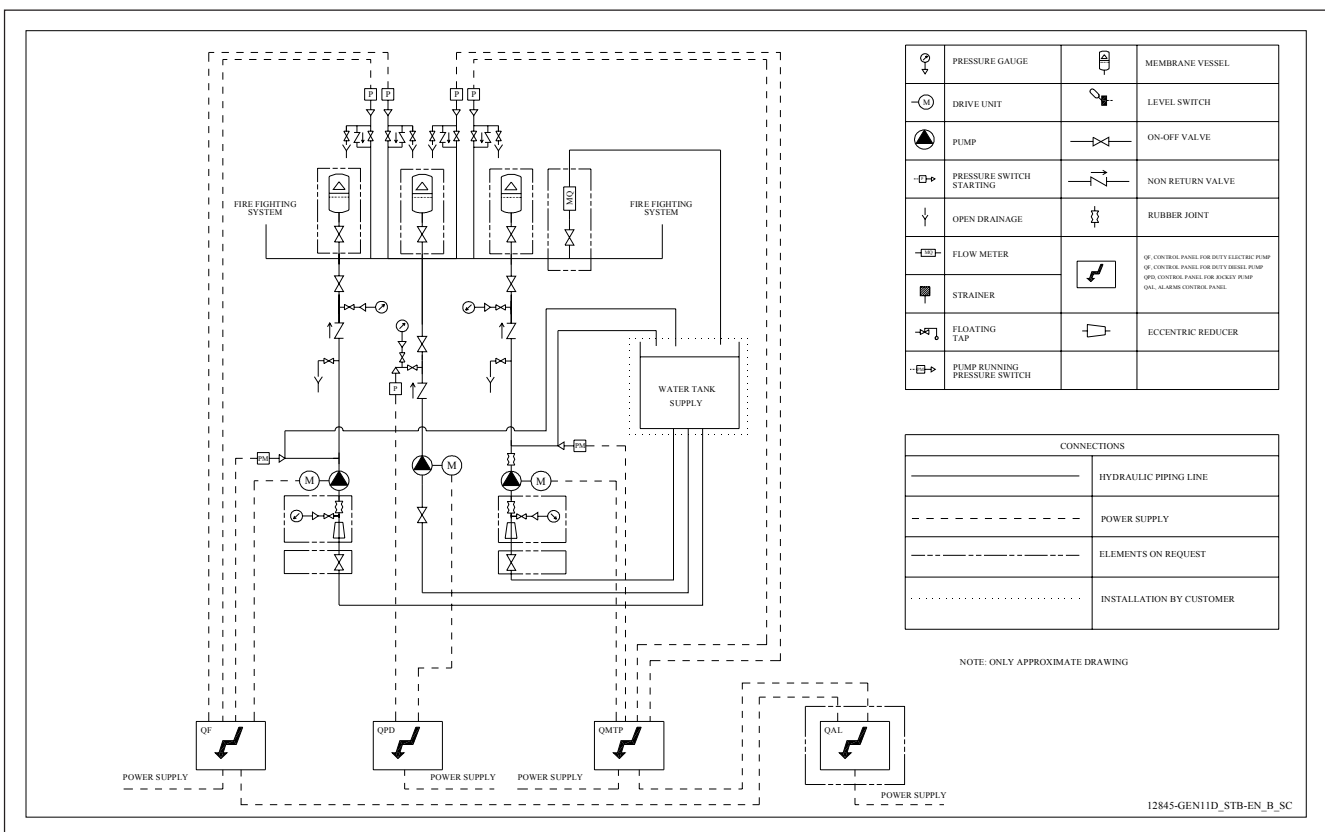 P
P
P
P
MQ
FIRE FIGHTING
SYSTEM
FIRE FIGHTING
SYSTEM
P
WATER TANK
SUPPLY
PM
PM
M
M
M
QF
QPD
QMTP
QAL
POWER SUPPLY
POWER SUPPLY
POWER SUPPLY
POWER SUPPLY
PRESSURE GAUGE
MEMBRANE VESSEL
M
DRIVE UNIT
LEVEL SWITCH
PUMP
ON-OFF VALVE
P
PRESSURE SWITCH
STARTING
NON RETURN VALVE
OPEN DRAINAGE
RUBBER JOINT
MQ
FLOW METER
QF, CONTROL PANEL FOR DUTY ELECTRIC PUMP
QF, CONTROL PANEL FOR DUTY DIESEL PUMP
QPD, CONTROL PANEL FOR JOCKEY PUMP
QAL, ALARMS CONTROL PANEL
STRAINER
FLOATING
TAP
ECCENTRIC REDUCER
PM
PUMP RUNNING
PRESSURE SWITCH
CONNECTIONS
HYDRAULIC PIPING LINE
POWER SUPPLY
ELEMENTS ON REQUEST
INSTALLATION BY CUSTOMER
NOTE: ONLY APPROXIMATE DRAWING
12845-GEN11D_STB-EN_B_SC